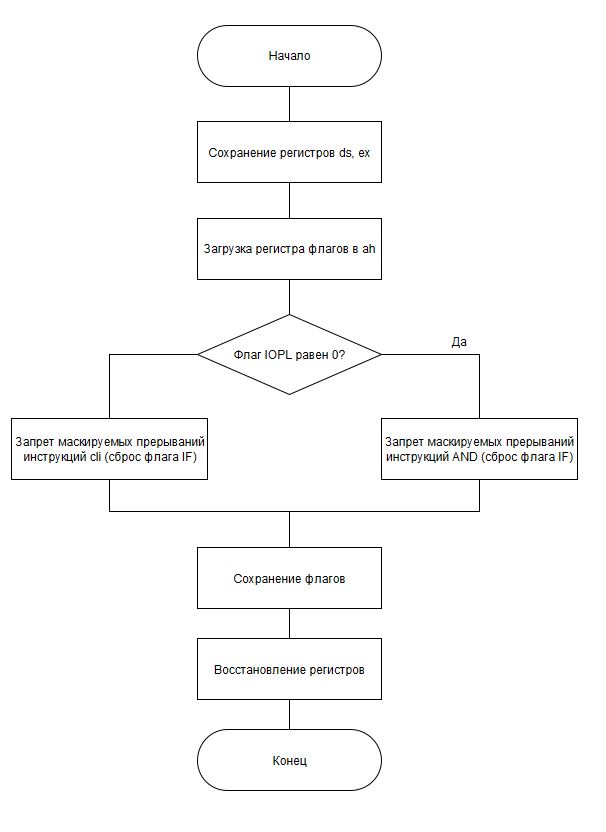 Начало
Сохранение регистров ds, ex
Загрузка регистра флагов в ah
Флаг IOPL равен 0?
Да
Запрет маскируемых прерываний
инструкций cli (сброс флага IF)
Запрет маскируемых прерываний
инструкций AND (сброс флага IF)
Сохранение флагов
Восстановление регистров
Конец